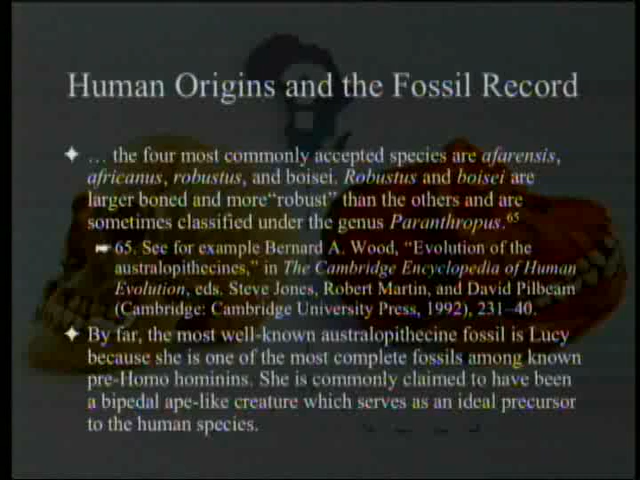 Human Origins and the Fossil Record
… the four most commonly accepted species are afarensis,
africanus, robustus, and boisei. Robustus and boisei are
larger boned and more“robust” than the others and are
sometimes classified under the genus Paranthropus.65
65. See for example Bernard A. Wood, “Evolution of the
australopithecines,” in The Cambridge Encyclopedia of Human
Evolution, eds. Steve Jones, Robert Martin, and David Pilbeam
(Cambridge: Cambridge University Press, 1992), 231–40.
By far, the most well-known australopithecine fossil is Lucy
because she is one of the most complete fossils among known
pre-Homo hominins. She is commonly claimed to have been
a bipedal ape-like creature which serves as an ideal precursor
to the human species.